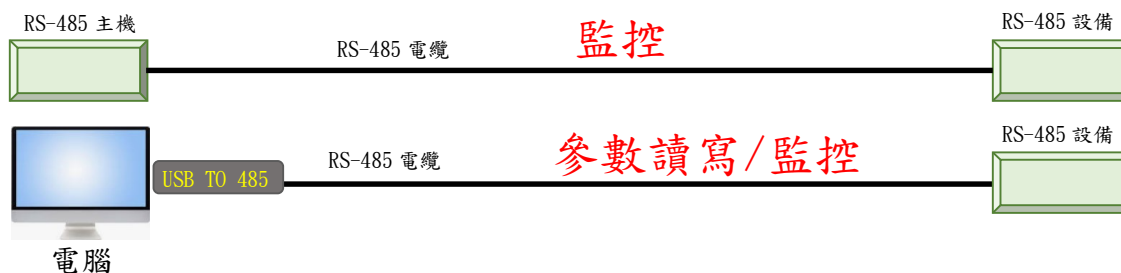 RS-485 主機
RS-485 電纜
監控
RS-485 設備
USB TO 485
RS-485 電纜
參數讀寫/監控
RS-485 設備
電腦